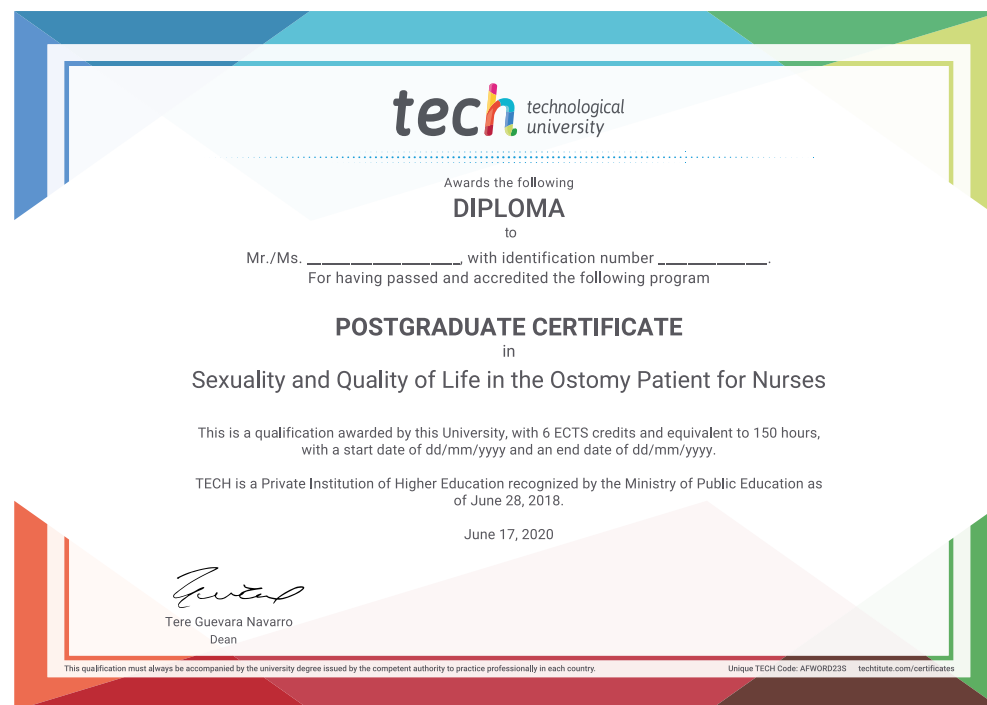 tech technological
university
Awards the following
DIPLOMA
to
Mr./Ms. ____________________, with identification number ______________.
For having passed and accredited the following program
POSTGRADUATE CERTIFICATE
in
Sexuality and Quality of Life in the Ostomy Patient for Nurses
This is a qualification awarded by this University, with 6 ECTS credits and equivalent to 150 hours,
with a start date of dd/mm/yyyy and an end date of dd/mm/yyyy.
TECH is a Private Institution of Higher Education recognized by the Ministry of Public Education as
of June 28, 2018.
June 17, 2020
Tere Guevara Navarro
Dean
This qualification must always be accompanied by the university degree issued by the competent authority to practice professionally in each country.
Unique TECH Code: AFWORD23S techtitute.com/certificates